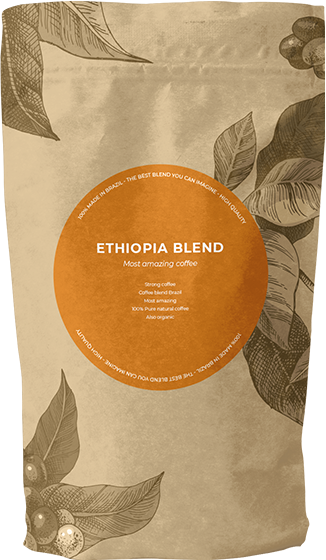 100% MADE IN BRAZIL - THE BEST BLEND YOU CAN IMAGINE - HIGH QUALITY
ETHIOPIA BLEND
Most amazing coffee
Strong coffee
Coffee blend Brazil
Most amazing
100% Pure natural coffee
Also organic
100% MADE IN BRAZIL - THE BEST BLEND YOU CAN IMAGINE - HIGH QUALITY